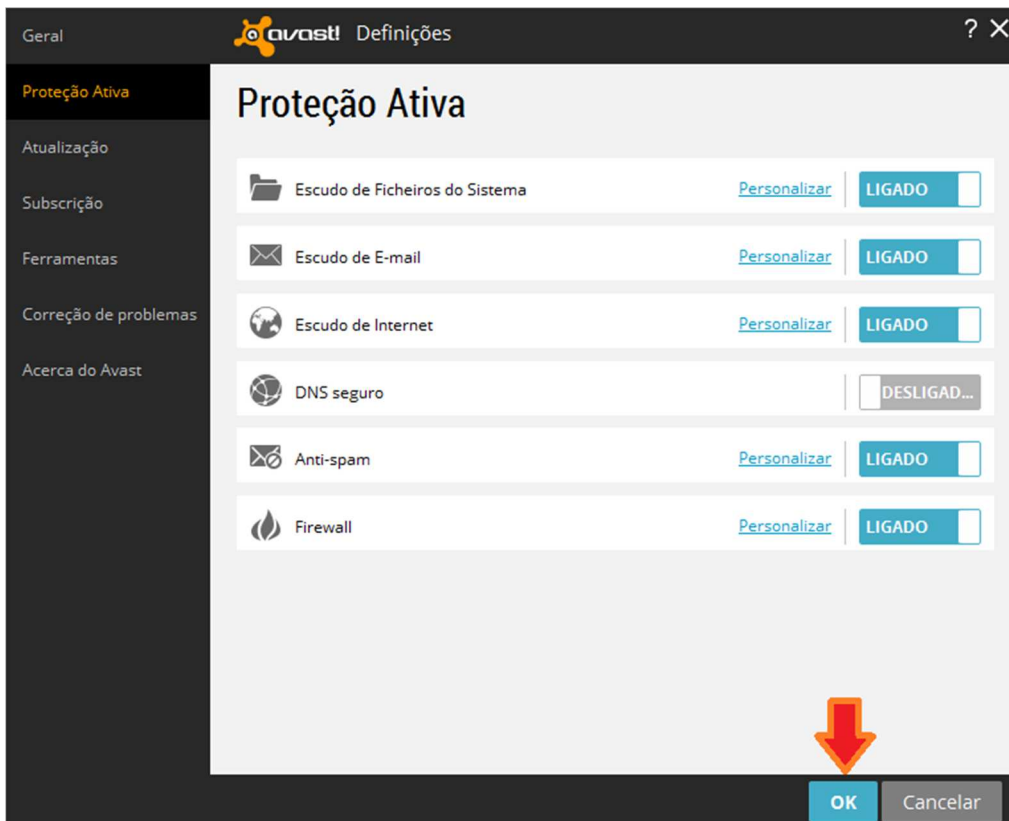 Geral
avast! Definições
?
Proteção Ativa
Proteção Ativa
Atualização
Subscrição
Ferramentas
Correção de problemas
Acerca do Avast
Escudo de Ficheiros do Sistema Personalizar LIGADO
Escudo de E-mail Personalizar LIGADO
Escudo de Internet Personalizar LIGADO
DNS seguro DESLIGAD...
Anti-spam Personalizar LIGADO
Firewall Personalizar LIGADO
OK Cancelar